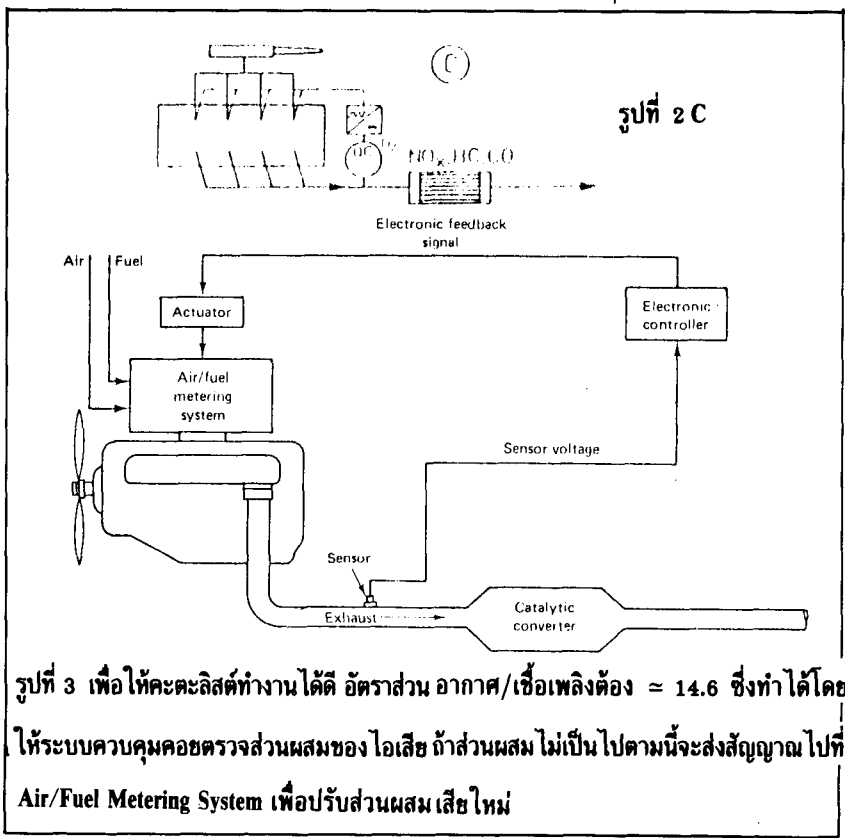 C
รูปที่ 2 C
NOx, HC, CO
Electronic feedback
signal
Air
Fuel
Actuator
Electronic
controller
Air/fuel
metering
system
Sensor voltage
Sensor
Exhaust
Catalytic
converter
รูปที่ 3 เพื่อให้คะตะลิสต์ทำงานได้ดี อัตราส่วน อากาศ/เชื้อเพลิงต้อง ≃ 14.6 ซึ่งทำได้โดย
ให้ระบบควบคุมคอยตรวจส่วนผสมของไอเสีย ถ้าส่วนผสมไม่เป็นไปตามนี้จะส่งสัญญาณไปที่
Air/Fuel Metering System เพื่อปรับส่วนผสมเสียใหม่